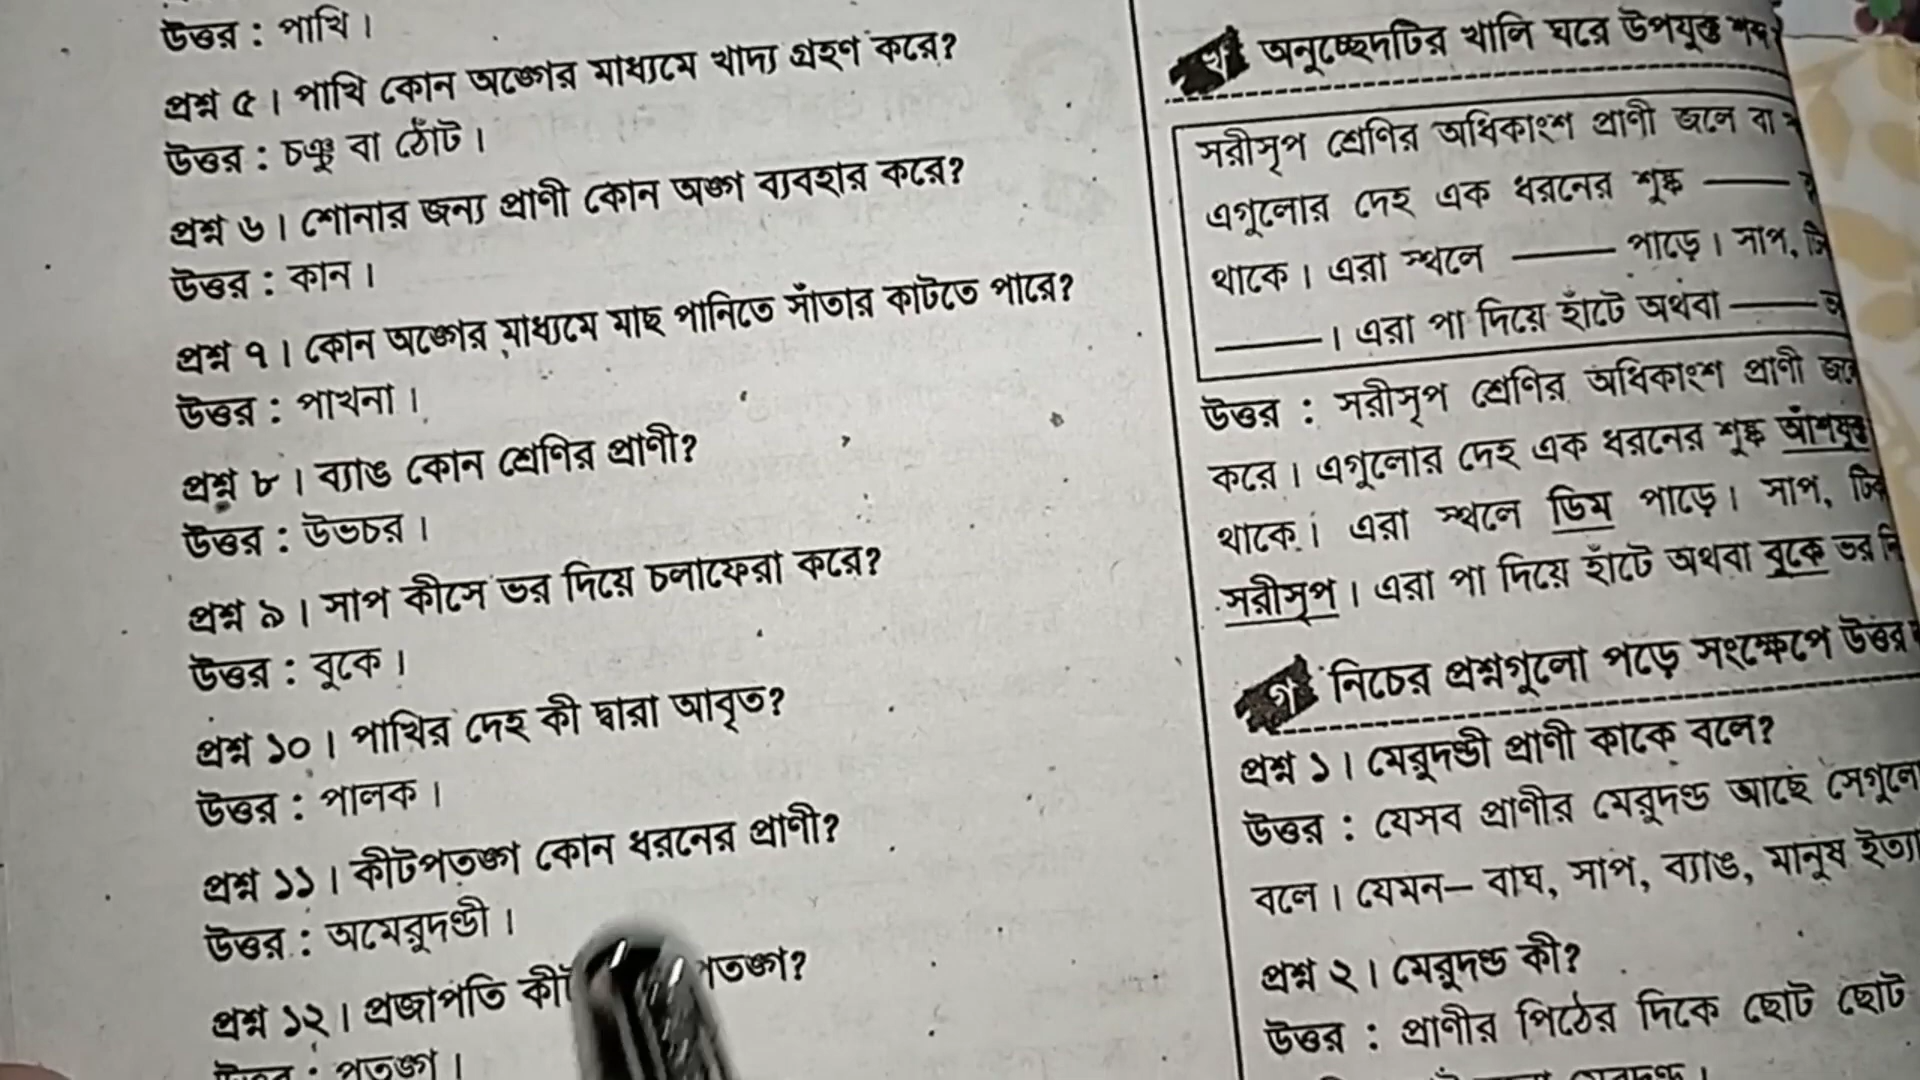 উত্তর : পাখি ।
প্রশ্ন ৫ । পাখি কোন অঙ্গের মাধ্যমে খাদ্য গ্রহণ করে?
উত্তর : চঞ্চু বা ঠোঁট ।
প্রশ্ন ৬ । শোনার জন্য প্রাণী কোন অঙ্গ ব্যবহার করে?
উত্তর : কান ।
প্রশ্ন ৭ । কোন অঙ্গের মাধ্যমে মাছ পানিতে সাঁতার কাটতে পারে?
উত্তর : পাখনা ।
প্রশ্ন ৮ । ব্যাঙ কোন শ্রেণির প্রাণী?
উত্তর : উভচর ।
প্রশ্ন ৯ । সাপ কীসে ভর দিয়ে চলাফেরা করে?
উত্তর : বুকে ।
প্রশ্ন ১০ । পাখির দেহ কী দ্বারা আবৃত?
উত্তর : পালক ।
প্রশ্ন ১১ । কীটপতঙ্গ কোন ধরনের প্রাণী?
উত্তর : অমেরুদণ্ডী ।
প্রশ্ন ১২ । প্রজাপতি
উত্তর : পতঙ্গ ।
খ অনুচ্ছেদটির খালি ঘরে উপযুক্ত শব্দ
সরীসৃপ শ্রেণির অধিকাংশ প্রাণী জলে বা
এগুলোর দেহ এক ধরনের শুষ্ক ——
থাকে । এরা স্থলে —— পাড়ে । সাপ,
—— । এরা পা দিয়ে হাঁটে অথবা ——
উত্তর : সরীসৃপ শ্রেণির অধিকাংশ প্রাণী জলে
করে । এগুলোর দেহ এক ধরনের শুষ্ক আঁশযুক্ত
থাকে । এরা স্থলে ডিম পাড়ে । সাপ,
সরীসৃপ । এরা পা দিয়ে হাঁটে অথবা বুকে ভর
গ নিচের প্রশ্নগুলো পড়ে সংক্ষেপে উত্তর
প্রশ্ন ১ । মেরুদণ্ডী প্রাণী কাকে বলে?
উত্তর : যেসব প্রাণীর মেরুদণ্ড আছে সেগুলো
বলে । যেমন– বাঘ, সাপ, ব্যাঙ, মানুষ
প্রশ্ন ২ । মেরুদণ্ড কী?
উত্তর : প্রাণীর পিঠের দিকে ছোট ছোট